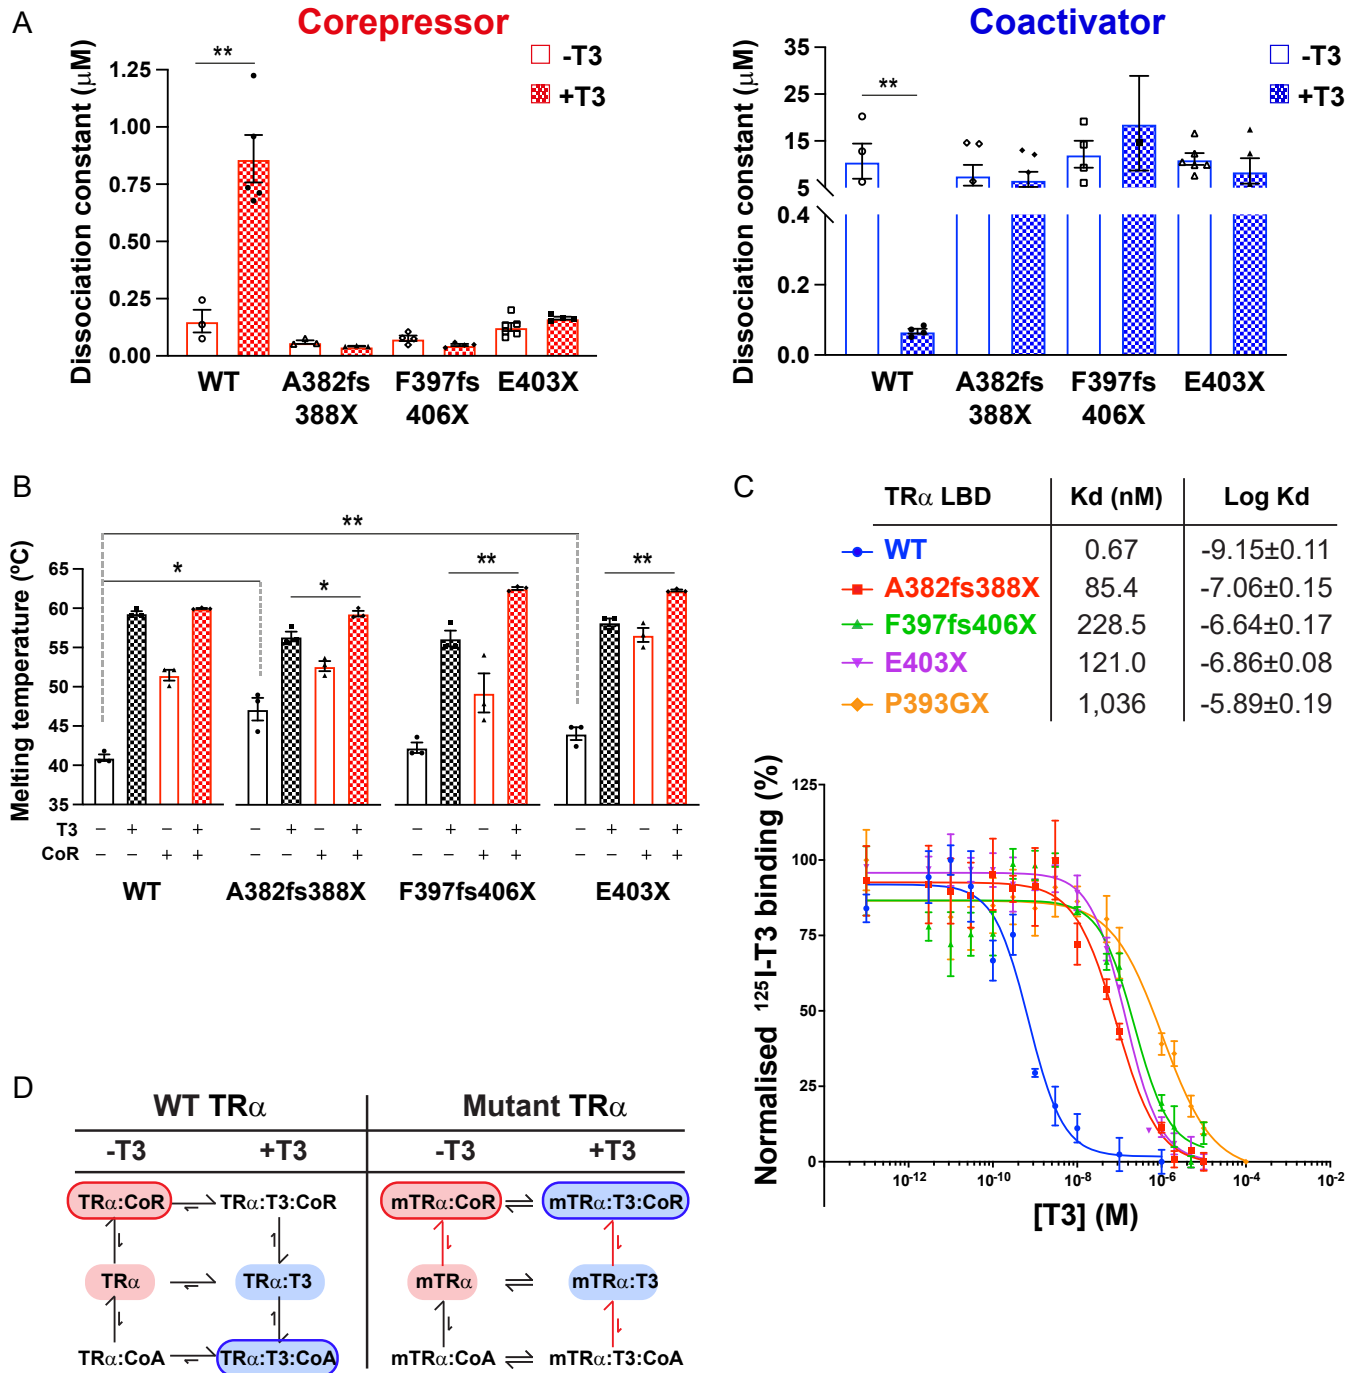 A
Corepressor
Dissociation constant (μM)
1.25
1.00
0.75
0.50
0.25
0.00
**
-T3
+T3
WT
A382fs
388X
F397fs
406X
E403X
Coactivator
Dissociation constant (μM)
35
25
15
5
0.4
0.2
0.0
**
-T3
+T3
WT
A382fs
388X
F397fs
406X
E403X
B
Melting temperature (ºC)
65
60
55
50
45
40
35
**
*
*
**
**
T3 − + − + − + − + − + − + − + − +
CoR − − + + − − + + − − + + − − + +
WT A382fs388X F397fs406X E403X
C
TRα LBD Kd (nM) Log Kd
WT 0.67 -9.15±0.11
A382fs388X 85.4 -7.06±0.15
F397fs406X 228.5 -6.64±0.17
E403X 121.0 -6.86±0.08
P393GX 1,036 -5.89±0.19
Normalised ¹²⁵I-T3 binding (%)
125
100
75
50
25
0
10⁻¹² 10⁻¹⁰ 10⁻⁸ 10⁻⁶ 10⁻⁴ 10⁻²
[T3] (M)
D
WT TRα Mutant TRα
-T3 +T3 -T3 +T3
TRα:CoR TRα:T3:CoR mTRα:CoR mTRα:T3:CoR
TRα TRα:T3 mTRα mTRα:T3
TRα:CoA TRα:T3:CoA mTRα:CoA mTRα:T3:CoA